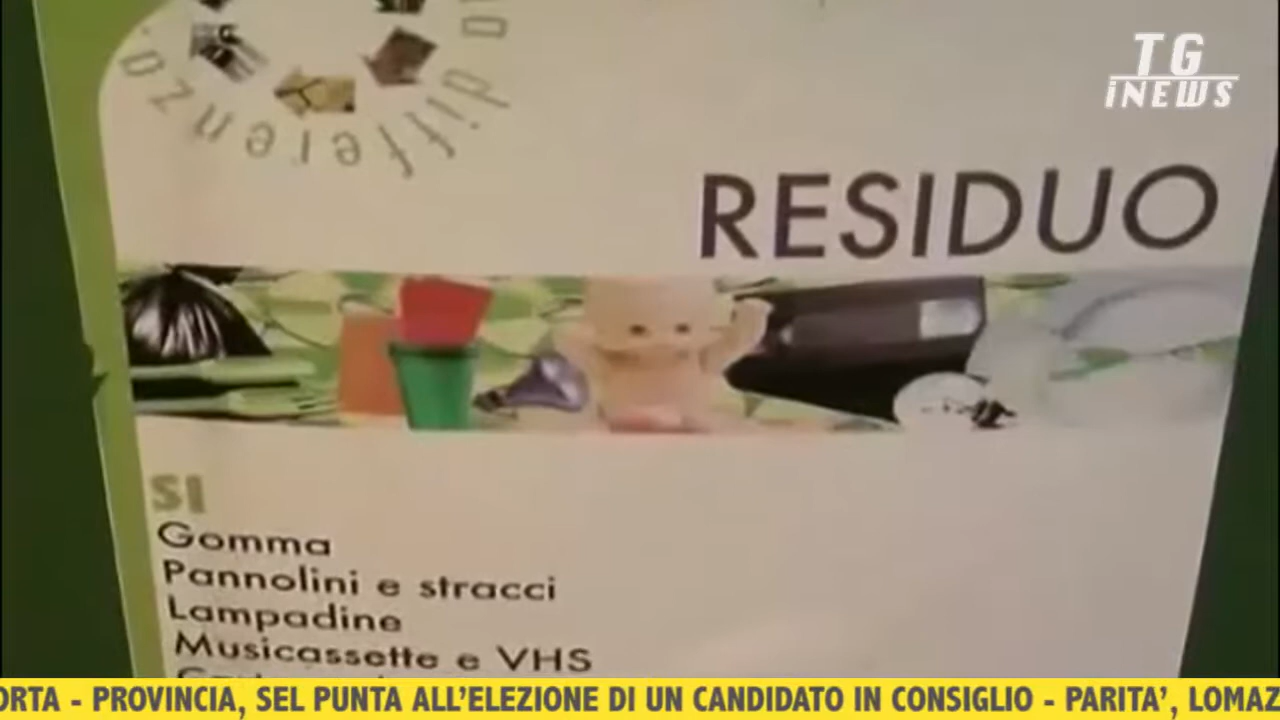 TG
iNEWS
differenzia
RESIDUO
SI
Gomma
Pannolini e stracci
Lampadine
Musicassette e VHS
ORTA - PROVINCIA, SEL PUNTA ALL’ELEZIONE DI UN CANDIDATO IN CONSIGLIO - PARITA’, LOMAZ